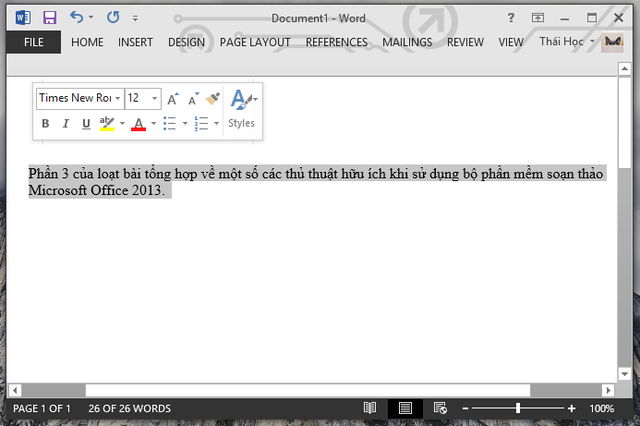 Document1 - Word
FILE HOME INSERT DESIGN PAGE LAYOUT REFERENCES MAILINGS REVIEW VIEW Thái Học
Times New Ro 12
B I U ab A Styles
Phần 3 của loạt bài tổng hợp về một số các thủ thuật hữu ích khi sử dụng bộ phần mềm soạn thảo
Microsoft Office 2013.
PAGE 1 OF 1 26 OF 26 WORDS 100%